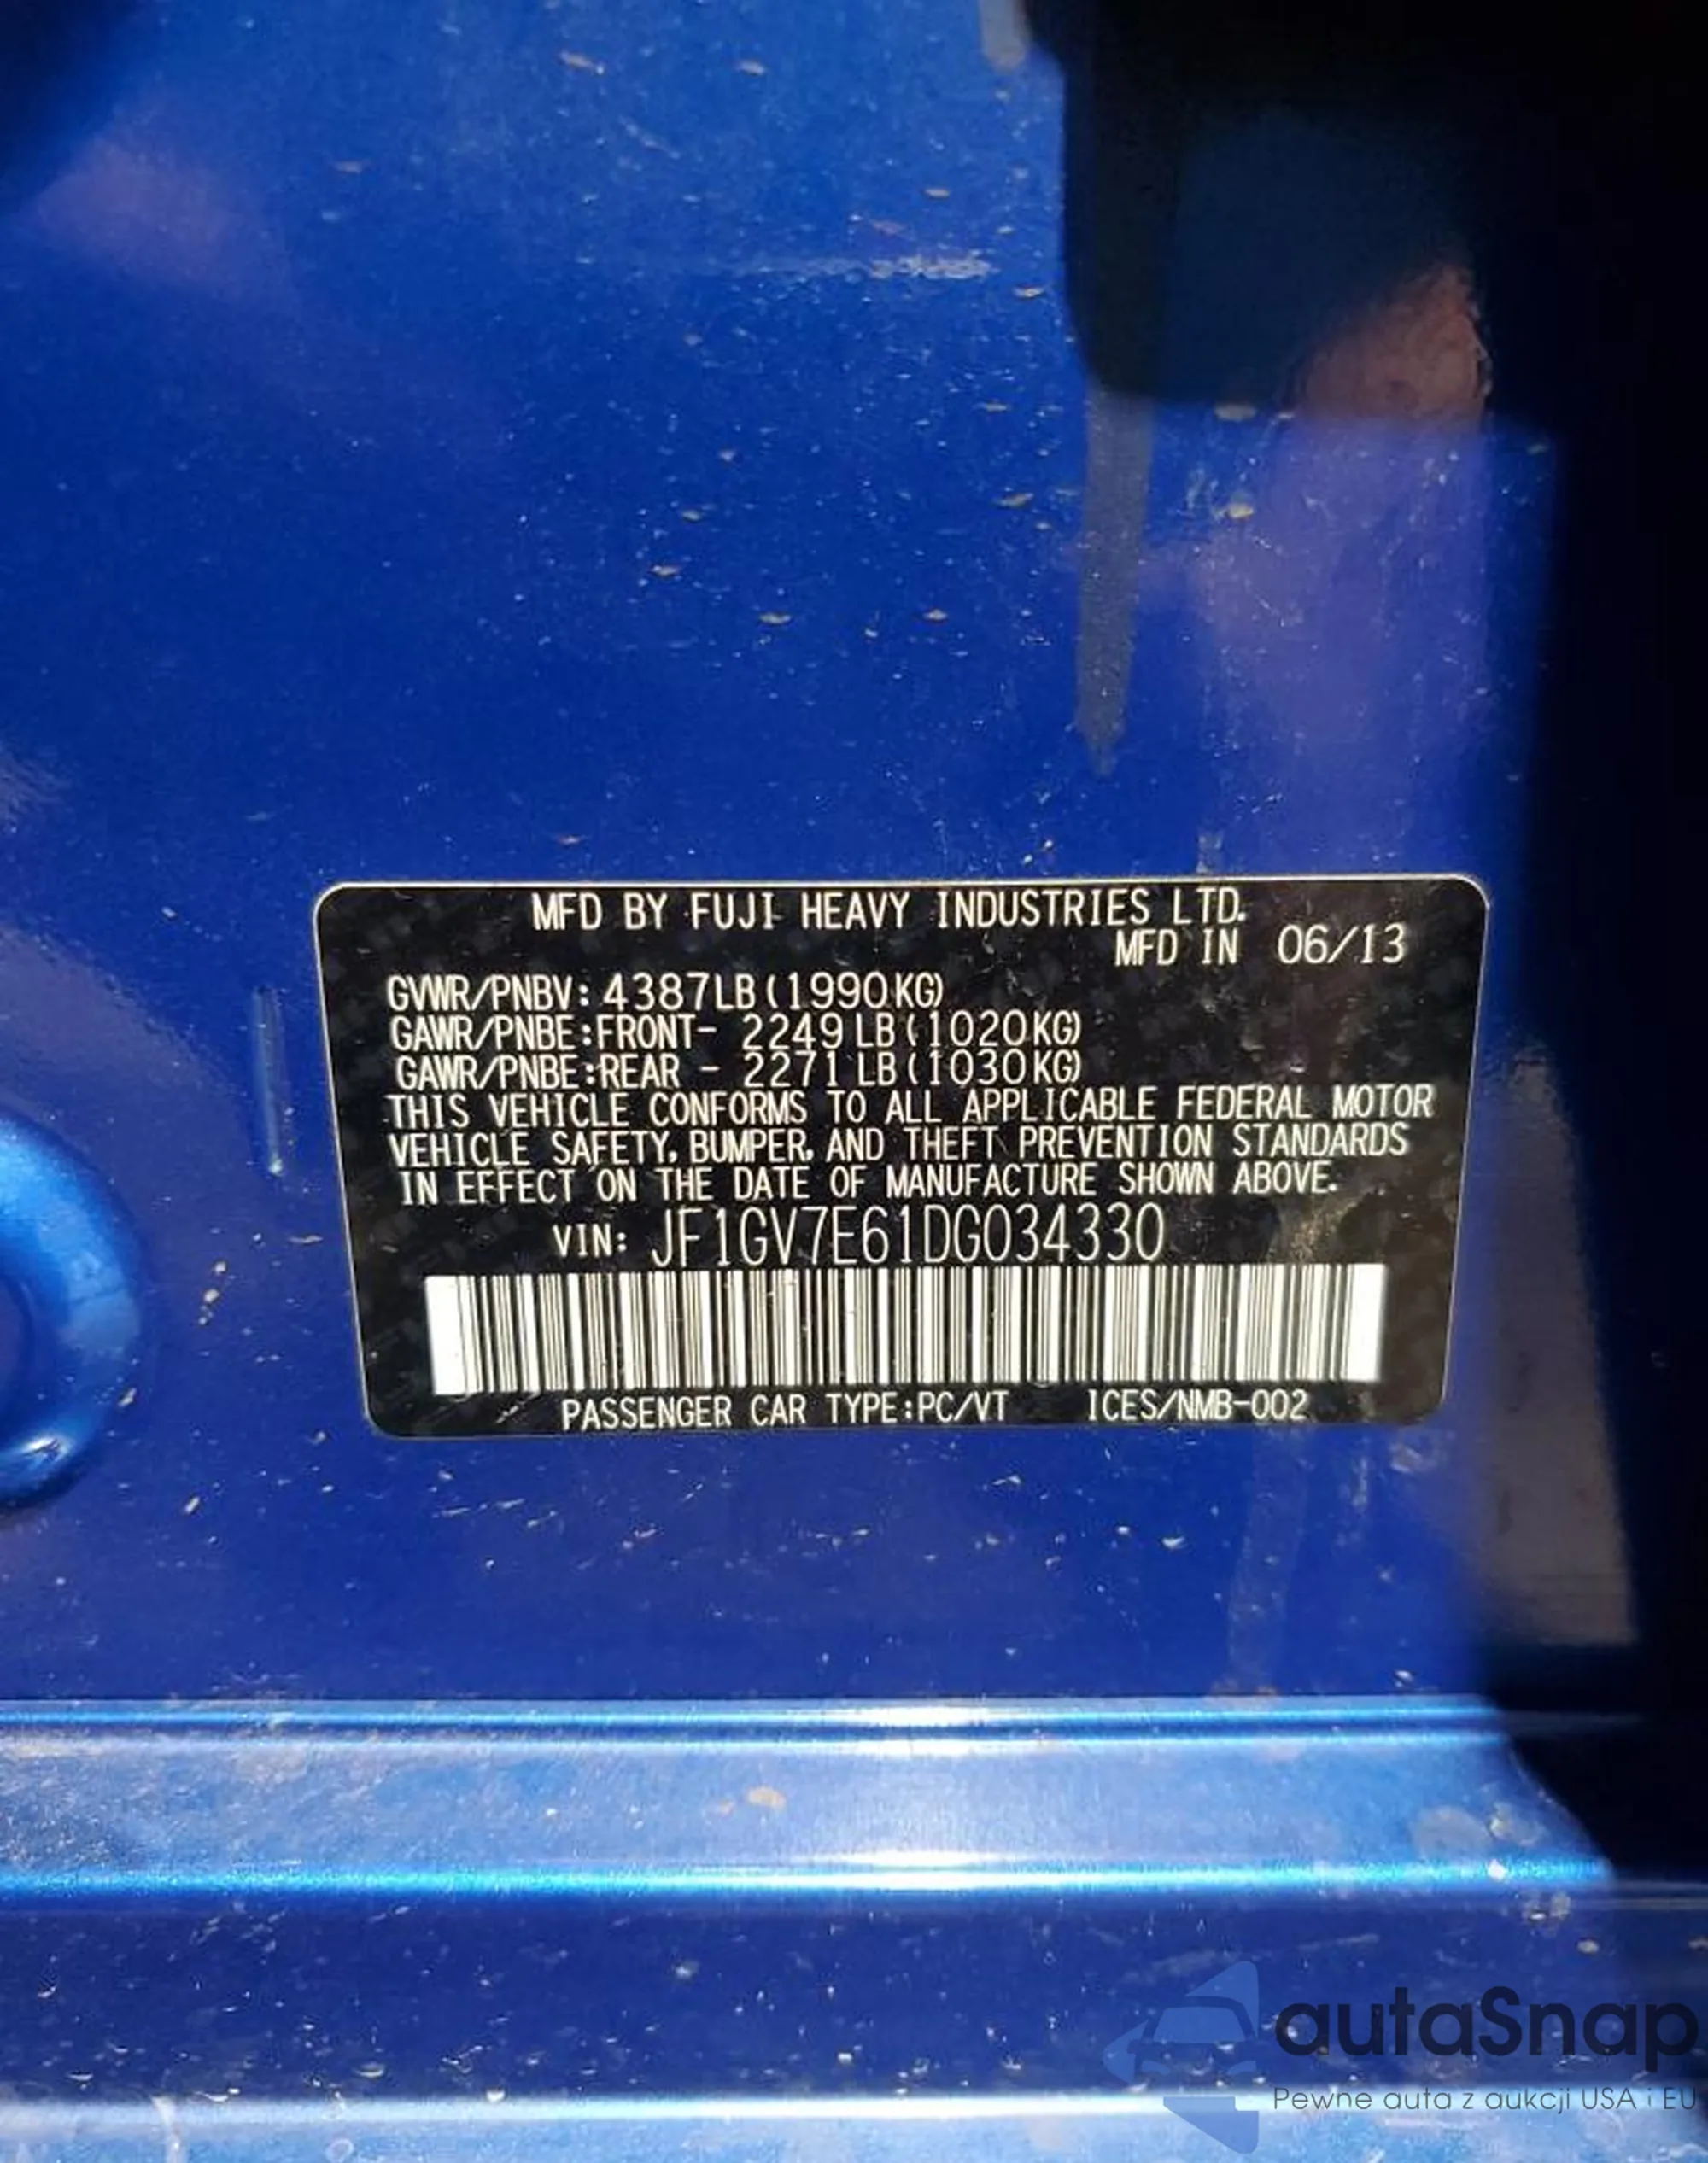 MFD BY FUJI HEAVY INDUSTRIES LTD.
MFD IN 06/13
GVWR/PNBV: 4387LB(1990KG)
GAWR/PNBE:FRONT- 2249 LB(1020KG)
GAWR/PNBE:REAR - 2271 LB(1030KG)
THIS VEHICLE CONFORMS TO ALL APPLICABLE FEDERAL MOTOR
VEHICLE SAFETY, BUMPER, AND THEFT PREVENTION STANDARDS
IN EFFECT ON THE DATE OF MANUFACTURE SHOWN ABOVE.
VIN: JF1GV7E61DG034330
PASSENGER CAR TYPE:PC/VT ICES/NMB-002
autaSnap
Pewne auta z aukcji USA i EU